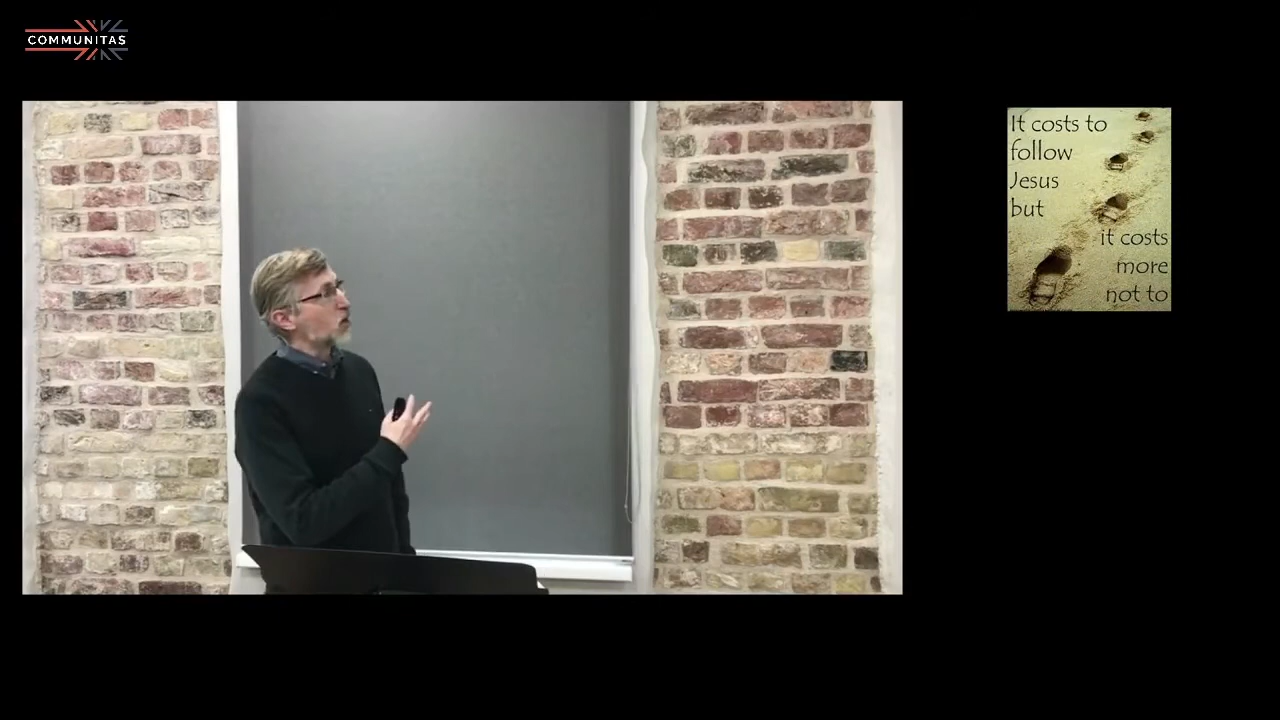 COMMUNITAS
It costs to
follow
Jesus
but
it costs
more
not to